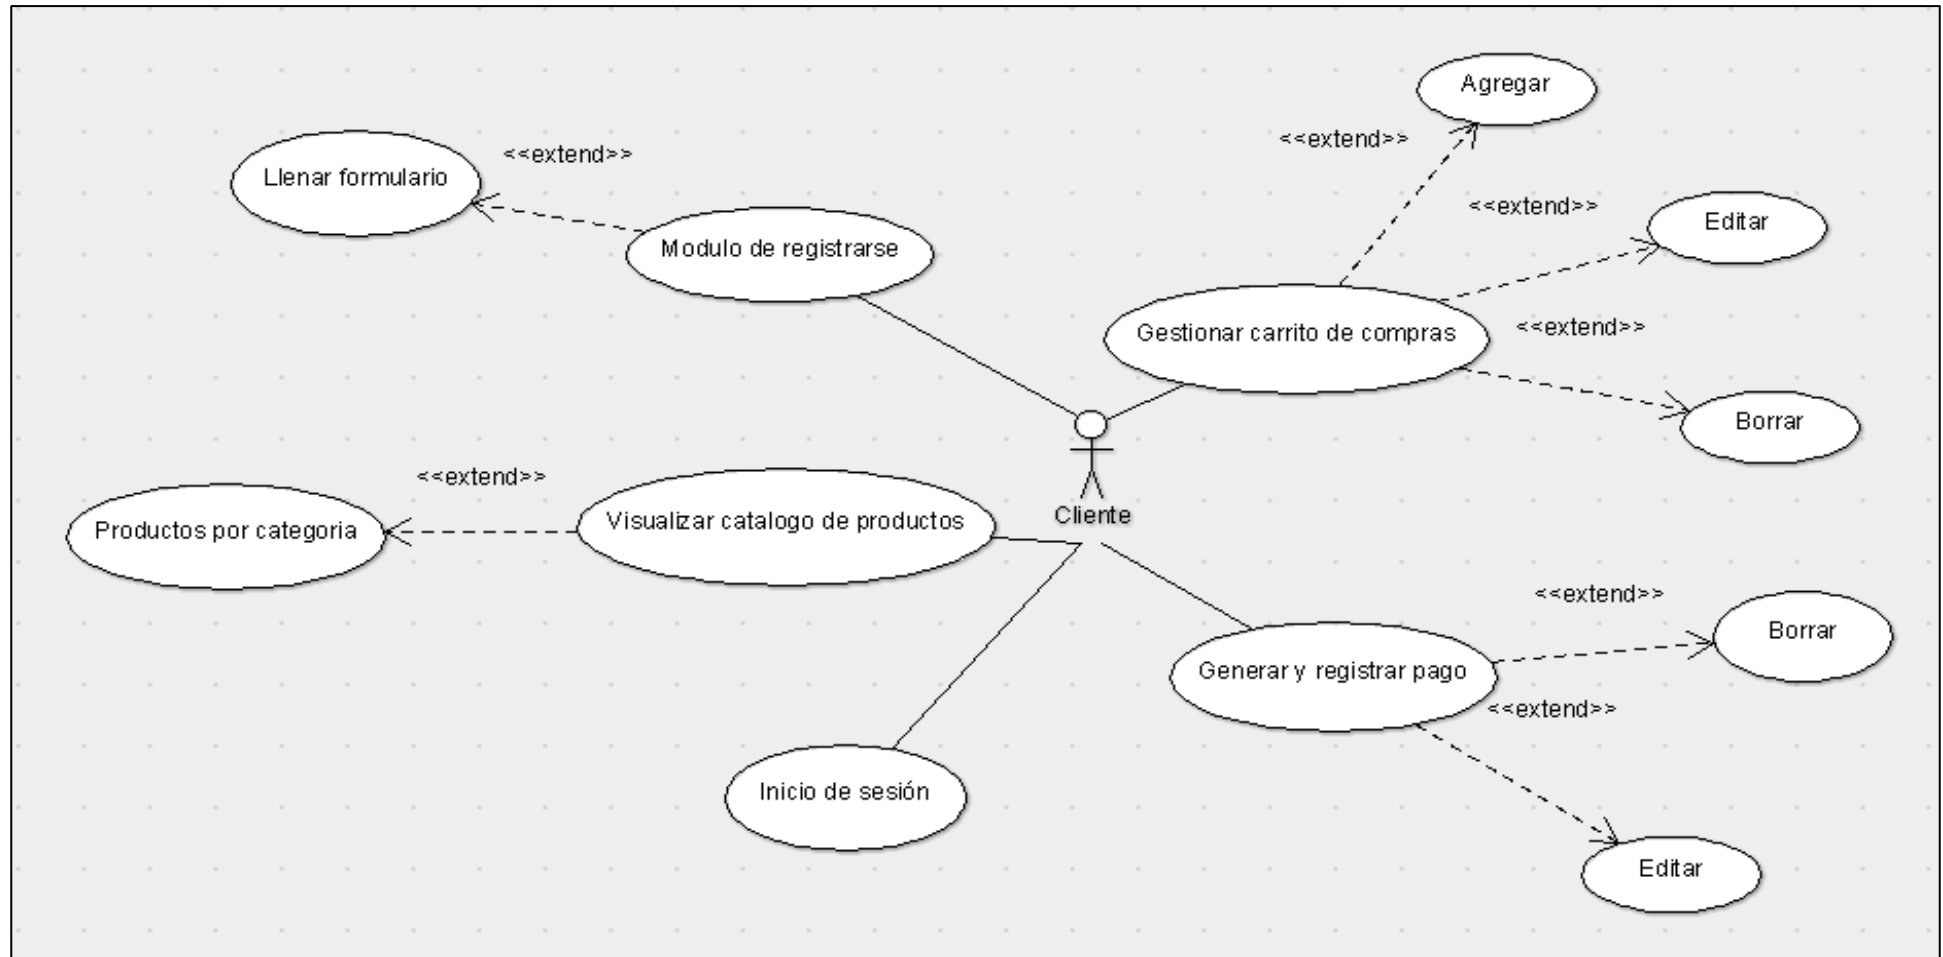 Agregar
<<extend>>
<<extend>>
Llenar formulario
<<extend>>
Editar
Modulo de registrarse
Gestionar carrito de compras
<<extend>>
Borrar
<<extend>>
Cliente
Productos por categoria
Visualizar catalogo de productos
<<extend>>
Borrar
Generar y registrar pago
<<extend>>
Inicio de sesión
Editar